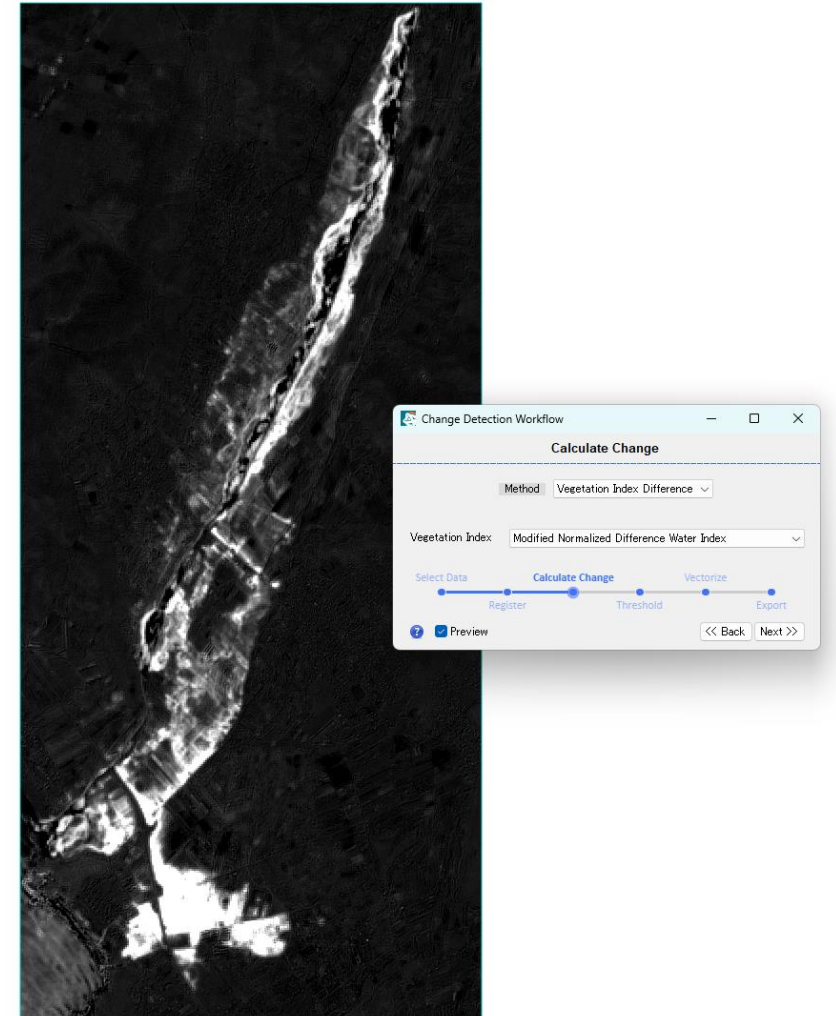 Change Detection Workflow
Calculate Change
Method Vegetation Index Difference
Vegetation Index Modified Normalized Difference Water Index
Select Data Calculate Change Vectorize
Register Threshold Export
? Preview << Back Next >>